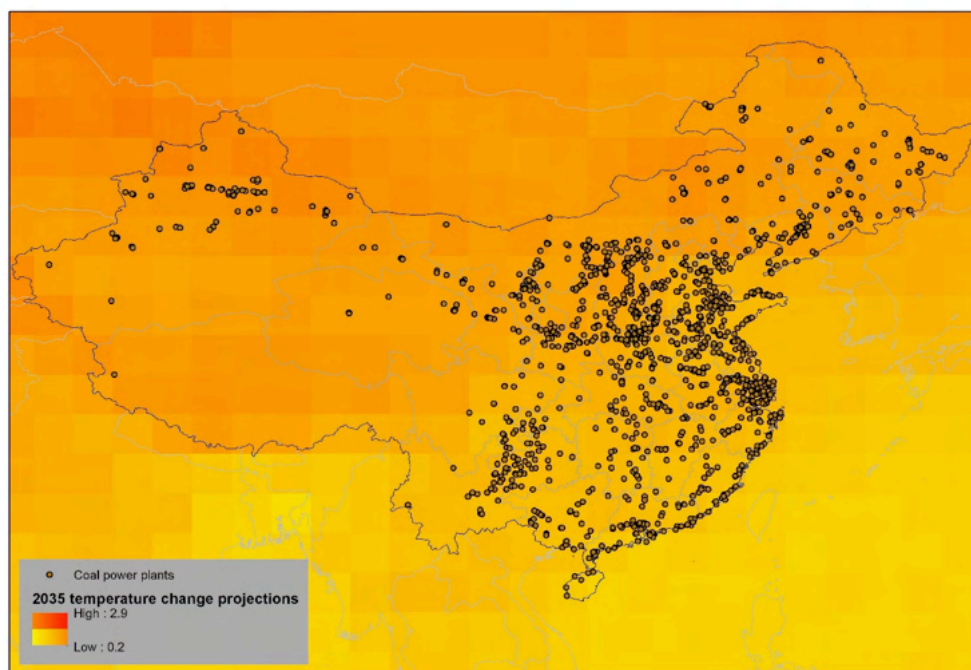 Coal power plants
2035 temperature change projections
High : 2.9
Low : 0.2